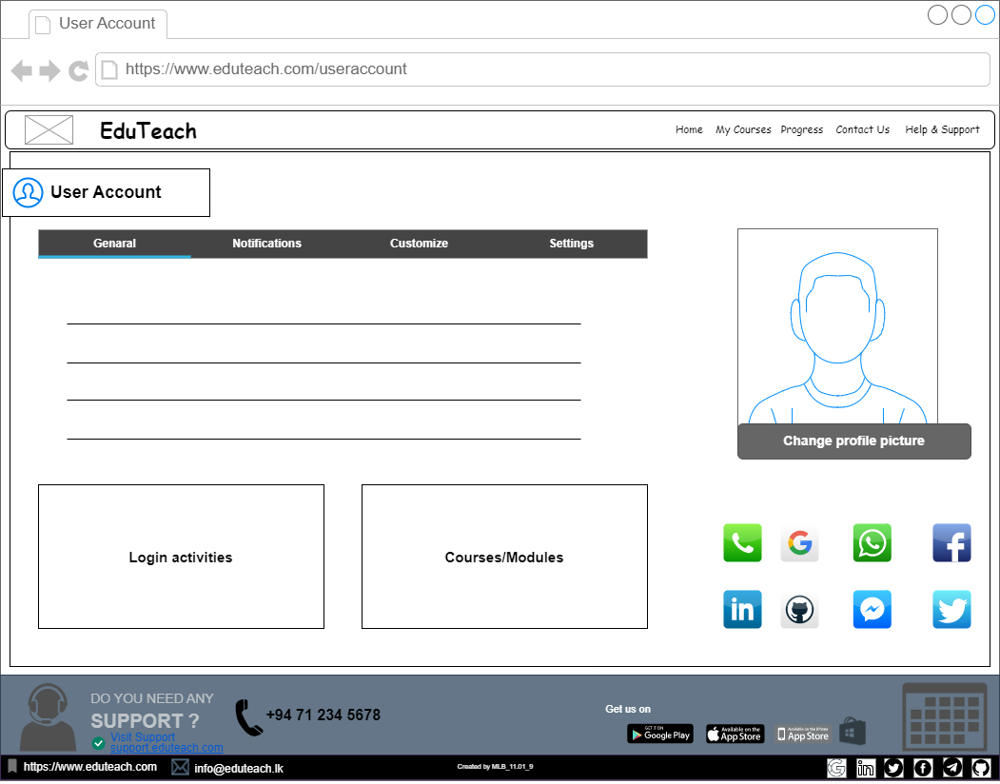 User Account
https://www.eduteach.com/useraccount
EduTeach
Home My Courses Progress Contact Us Help & Support
User Account
Genaral Notifications Customize Settings
Change profile picture
Login activities
Courses/Modules
in
DO YOU NEED ANY
SUPPORT ?
Visit Support
support.eduteach.com
+94 71 234 5678
Get us on
GET IT ON
Google Play
Available on the
App Store
Available on the iPhone
App Store
https://www.eduteach.com
info@eduteach.lk
Created by MLB_11.01_9
in